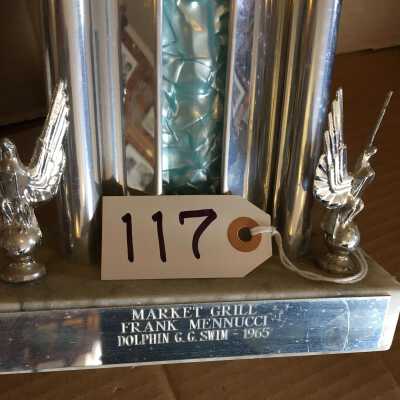 117
MARKET GRILL
FRANK MENNUCCI
DOLPHIN G.G. SWIM - 1965